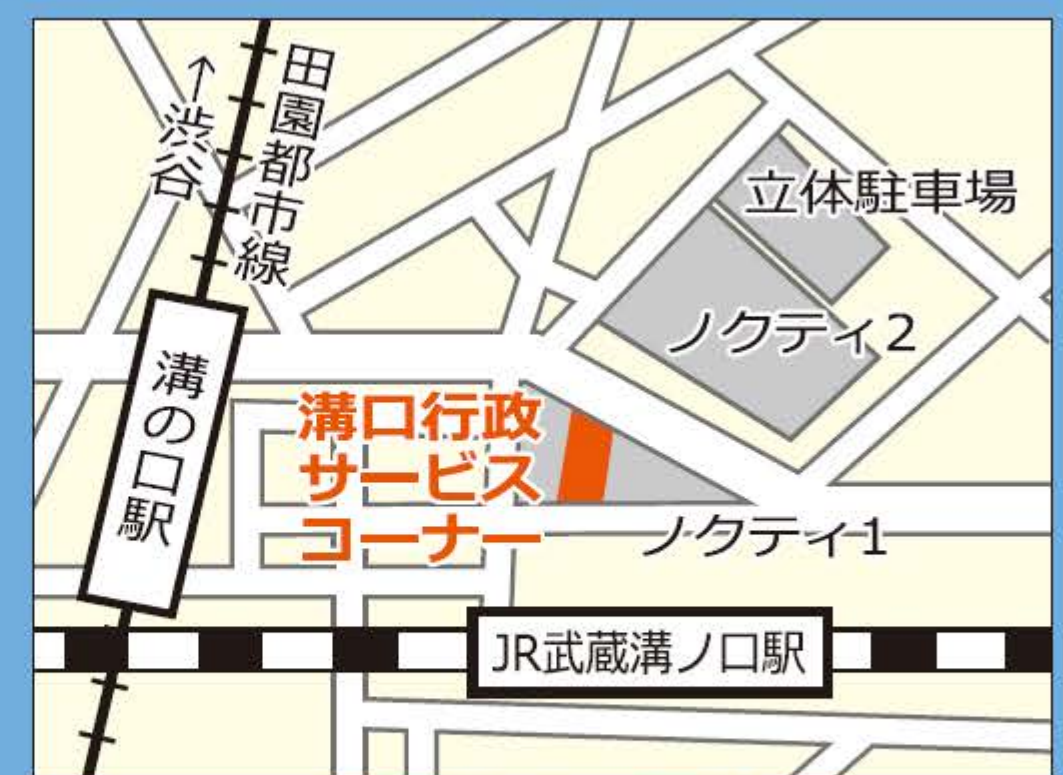 田園都市線
↑渋谷
立体駐車場
ノクティ2
溝の口駅
溝口行政
サービス
コーナー
ノクティ1
JR武蔵溝ノ口駅